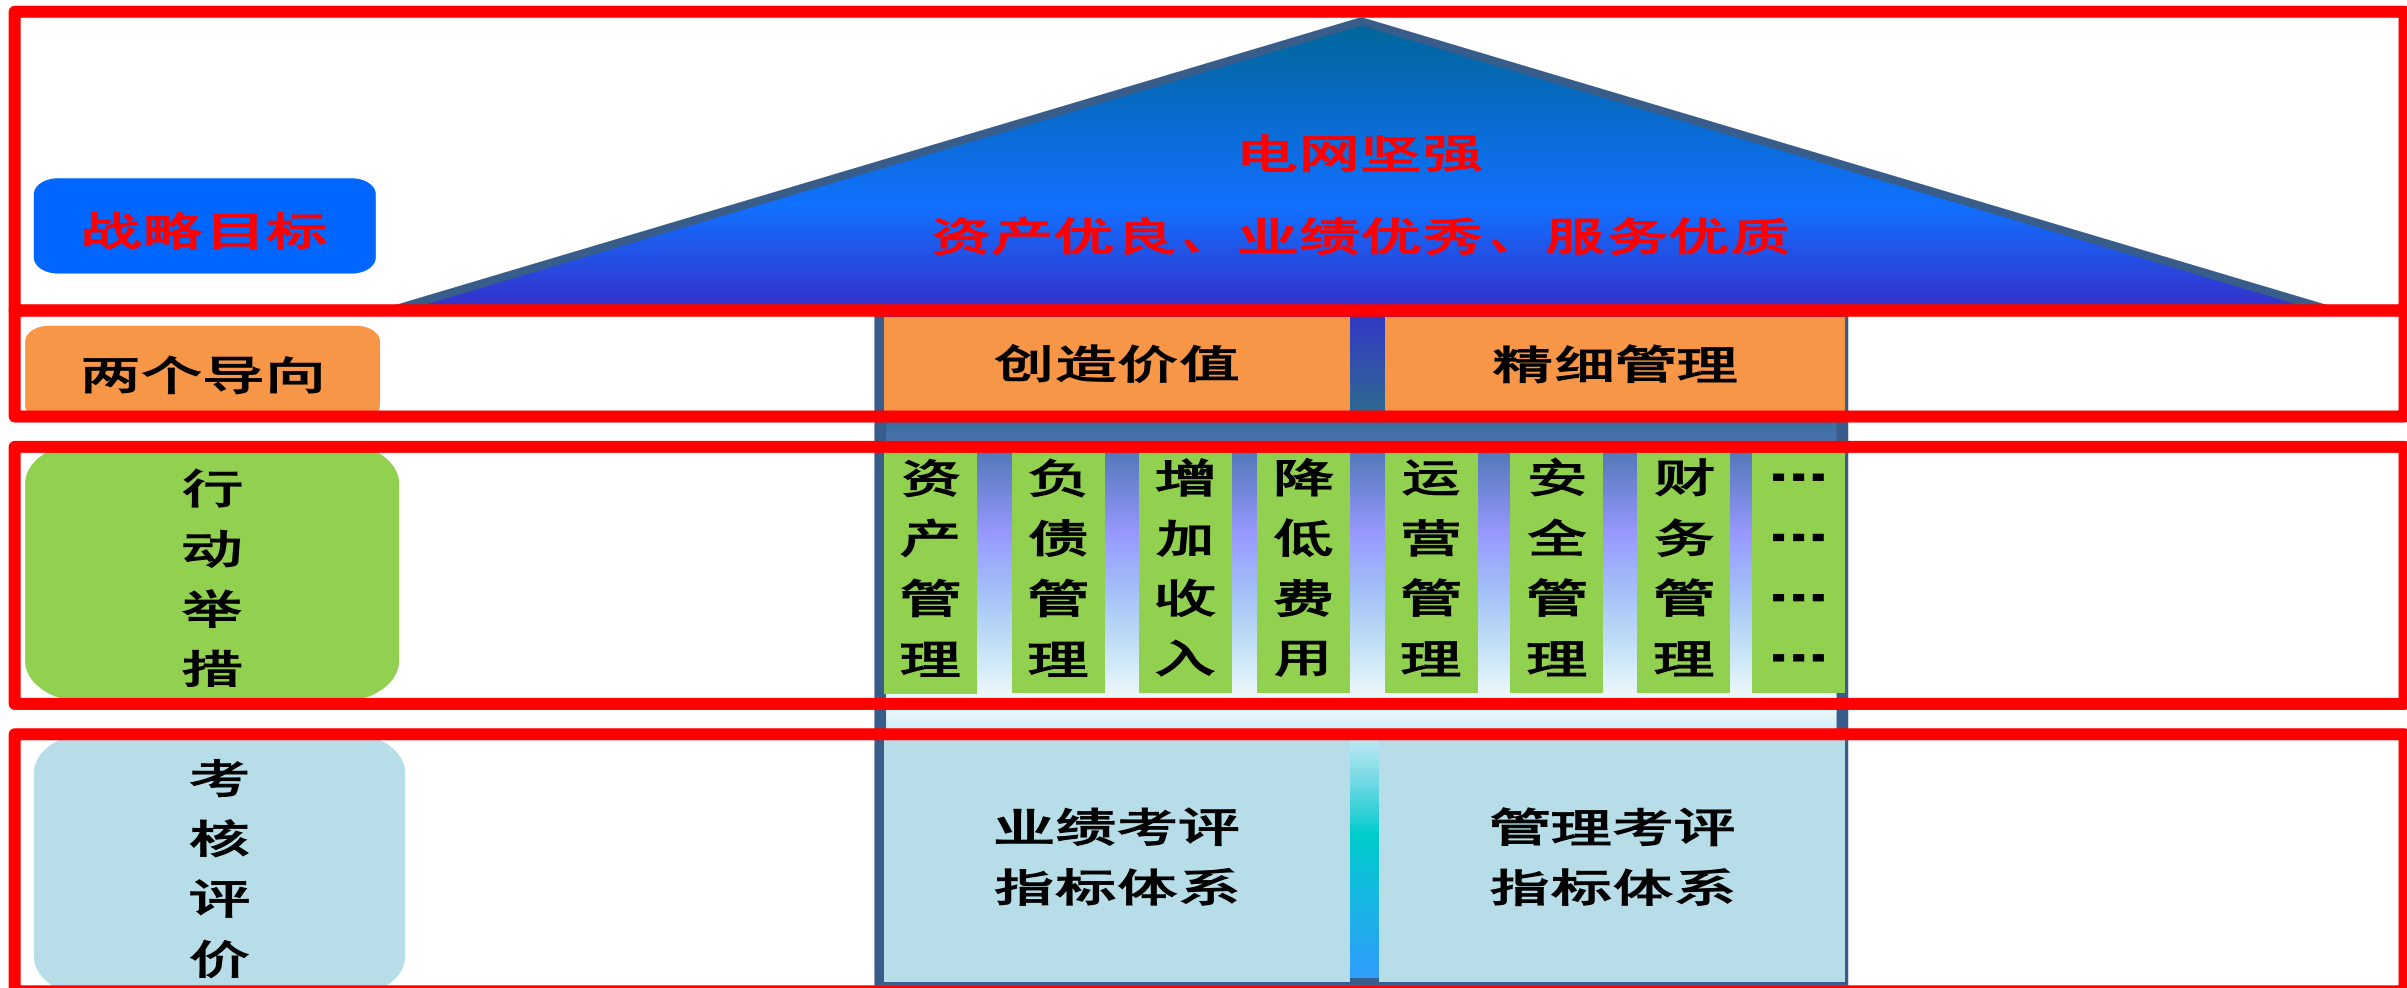 电网坚强
战略目标
资产优良、业绩优秀、服务优质
两个导向
创造价值
精细管理
行动举措
资产管理
负债管理
增加收入
降低费用
运营管理
安全管理
财务管理
…
…
…
…
考核评价
业绩考评
指标体系
管理考评
指标体系